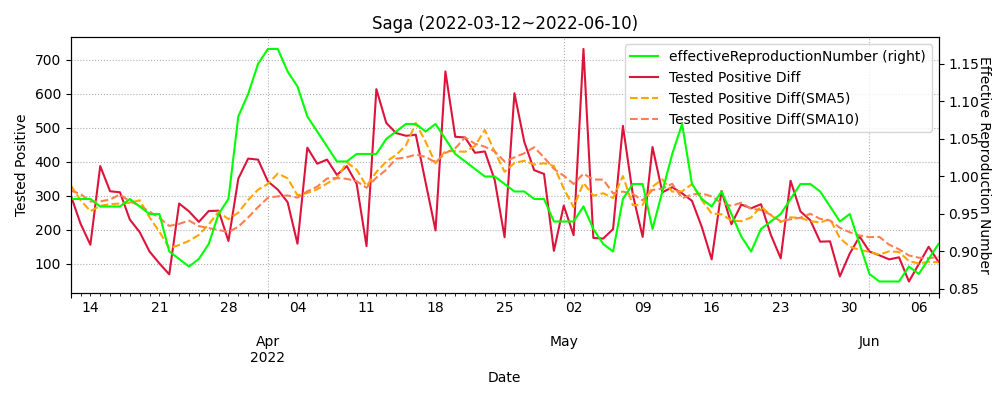 Saga (2022-03-12~2022-06-10)
effectiveReproductionNumber (right)
Tested Positive Diff
Tested Positive Diff(SMA5)
Tested Positive Diff(SMA10)
Tested Positive
700
600
500
400
300
200
100
Effective Reproduction Number
1.15
1.10
1.05
1.00
0.95
0.90
0.85
14 21 28 04 11 18 25 02 09 16 23 30 06
Apr May Jun
2022
Date